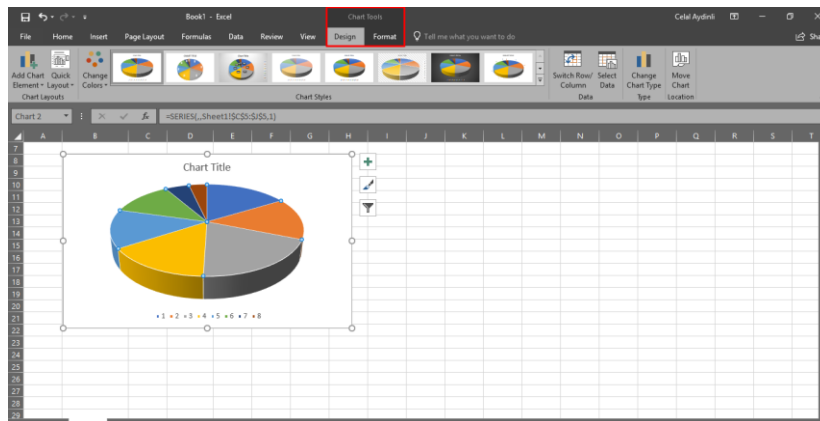 Book1 - Excel
Chart Tools
Celal Aydinli
File Home Insert Page Layout Formulas Data Review View Design Format Tell me what you want to do Sha
Add Chart Element Quick Layout Change Colors Switch Row/ Column Select Data Change Chart Type Move Chart
Chart Layouts Chart Styles Data Type Location
Chart 2 fx =SERIES(,,Sheet1!$C$5:$J$5,1)
A B C D E F G H I J K L M N O P Q R S T
7
8
Chart Title
9
10
11
12
13
14
15
16
17
18
19
20
21
1 2 3 4 5 6 7 8
22
23
24
25
26
27
28
29